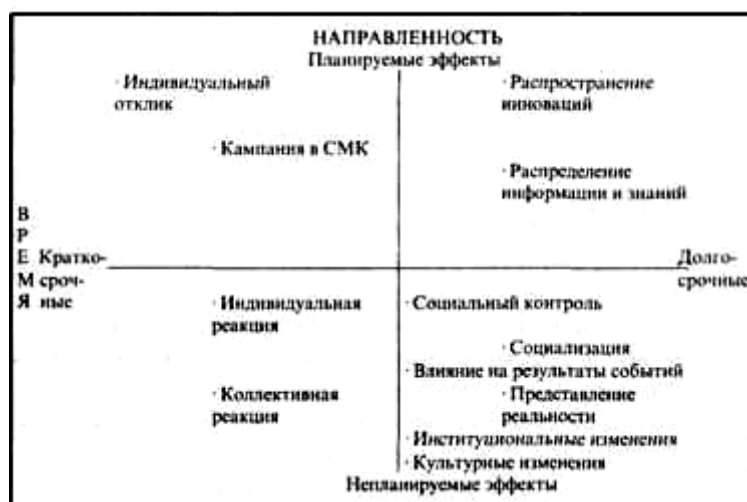 НАПРАВЛЕННОСТЬ
Планируемые эффекты
· Индивидуальный
отклик
· Распространение
инноваций
· Кампания в СМК
· Распределение
информации и знаний
В
Р
Е Кратко-
М сроч-
Я ные
Долго-
срочные
· Индивидуальная
реакция
· Социальный контроль
· Социализация
· Влияние на результаты событий
· Коллективная
реакция
· Представление
реальности
· Институциональные изменения
· Культурные изменения
Непланируемые эффекты